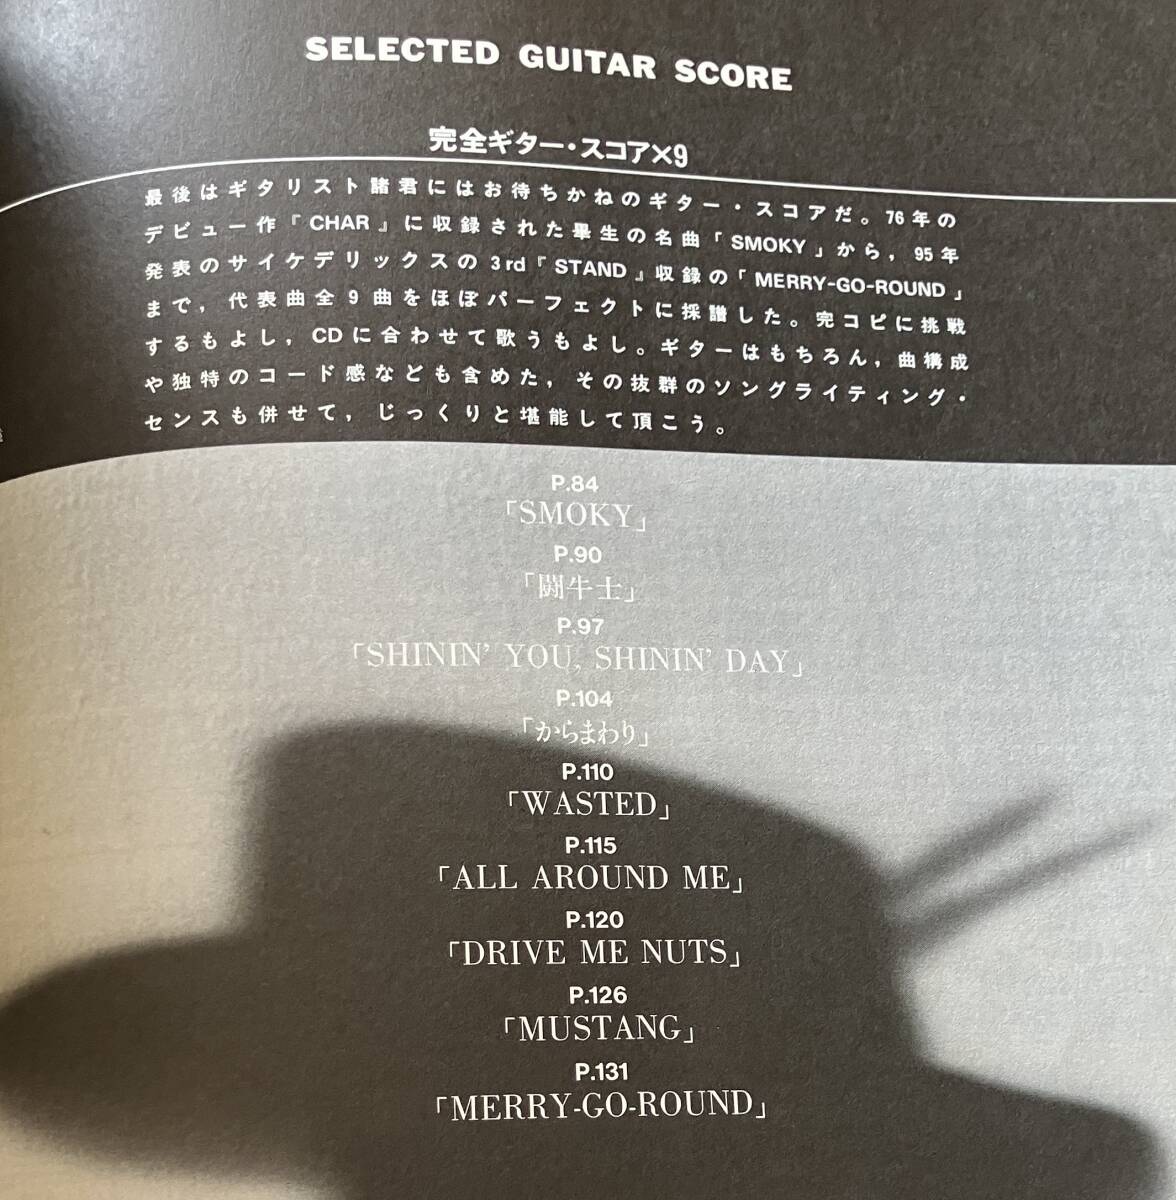 SELECTED GUITAR SCORE
完全ギター・スコア×9
最後はギタリスト諸君にはお待ちかねのギター・スコアだ。76年の
デビュー作『CHAR』に収録された畢生の名曲「SMOKY」から，95年
発表のサイケデリックスの3rd『STAND』収録の「MERRY-GO-ROUND」
まで，代表曲全9曲をほぼパーフェクトに採譜した。完コピに挑戦
するもよし，CDに合わせて歌うもよし。ギターはもちろん，曲構成
や独特のコード感なども含めた，その抜群のソングライティング・
センスも併せて，じっくりと堪能して頂こう。
P.84
「SMOKY」
P.90
「闘牛士」
P.97
「SHININ' YOU, SHININ' DAY」
P.104
「からまわり」
P.110
「WASTED」
P.115
「ALL AROUND ME」
P.120
「DRIVE ME NUTS」
P.126
「MUSTANG」
P.131
「MERRY-GO-ROUND」